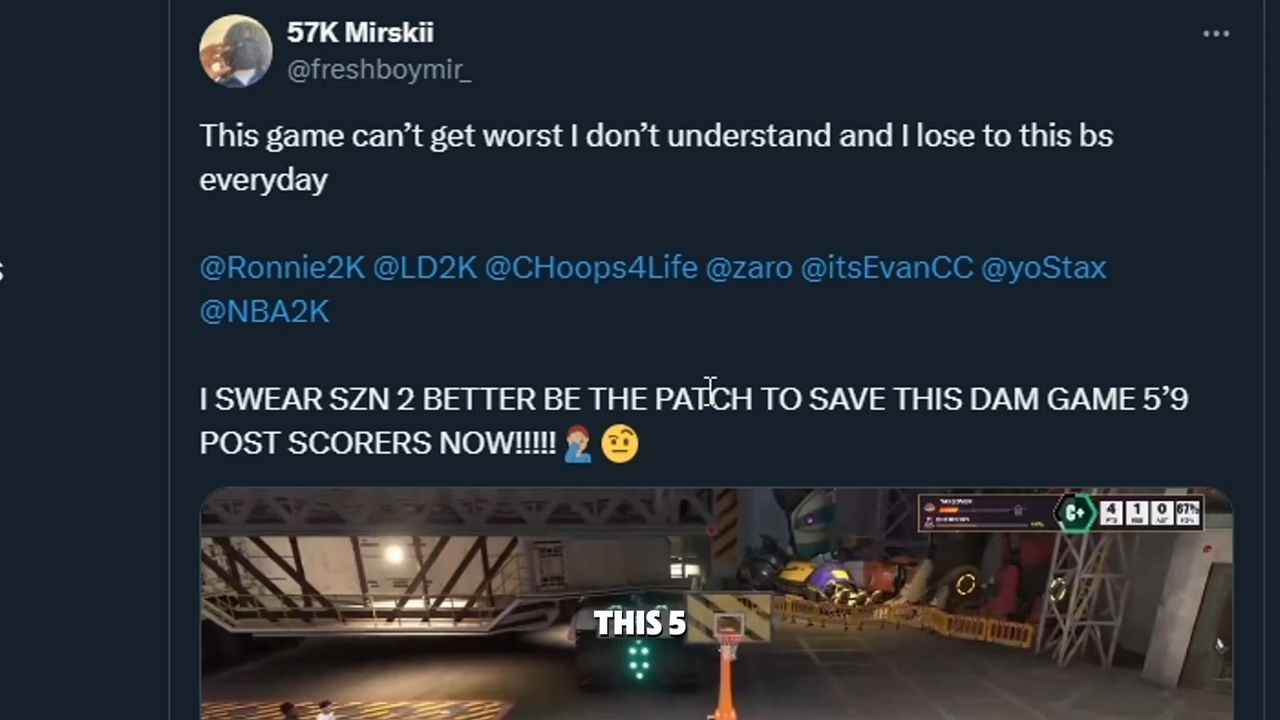 57K Mirskii
@freshboymir_
This game can’t get worst I don’t understand and I lose to this bs
everyday
@Ronnie2K @LD2K @CHoops4Life @zaro @itsEvanCC @yoStax
@NBA2K
I SWEAR SZN 2 BETTER BE THE PATCH TO SAVE THIS DAM GAME 5’9
POST SCORERS NOW!!!!!🤦🏽‍♂️🤨
C+ 4 1 0 67%
THIS 5